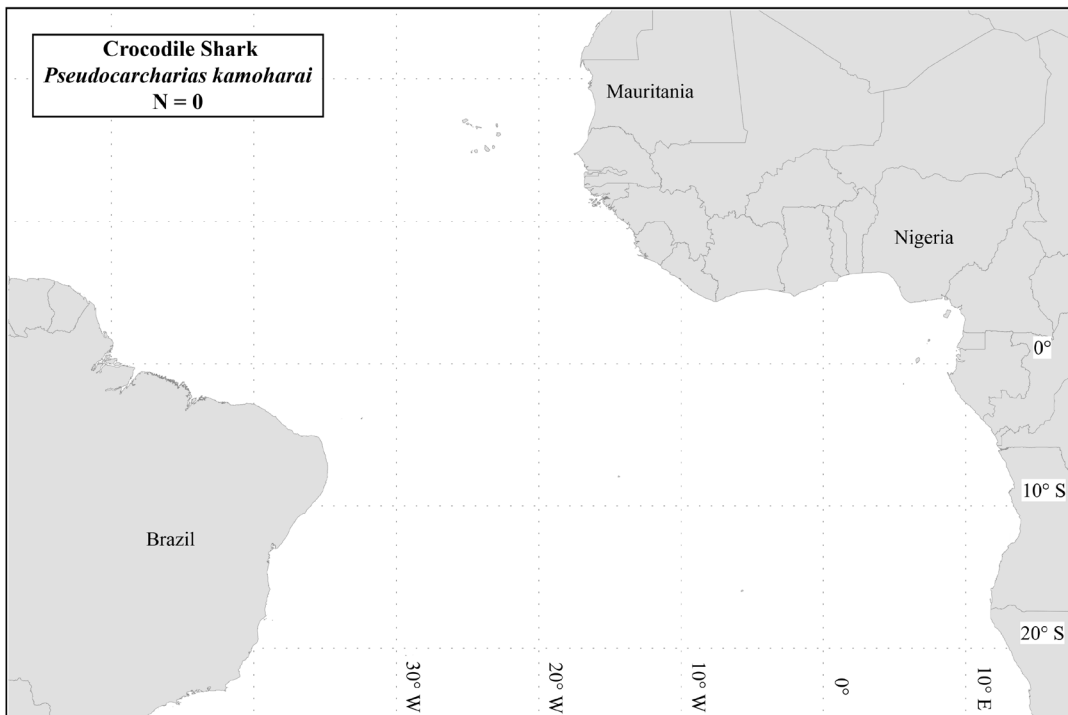 Crocodile Shark
Pseudocarcharias kamoharai
N = 0
Mauritania
Nigeria
0°
10° S
Brazil
20° S
30° W
20° W
10° W
0°
10° E